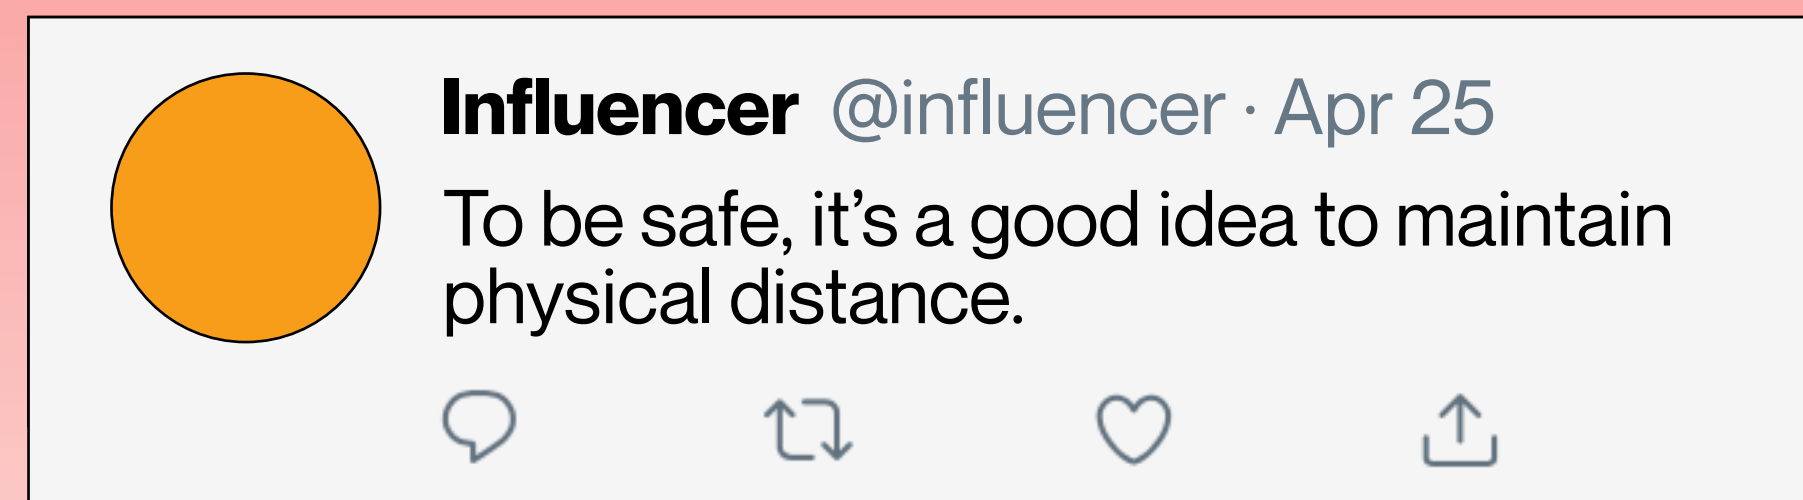 Influencer @influencer · Apr 25
To be safe, it’s a good idea to maintain
physical distance.